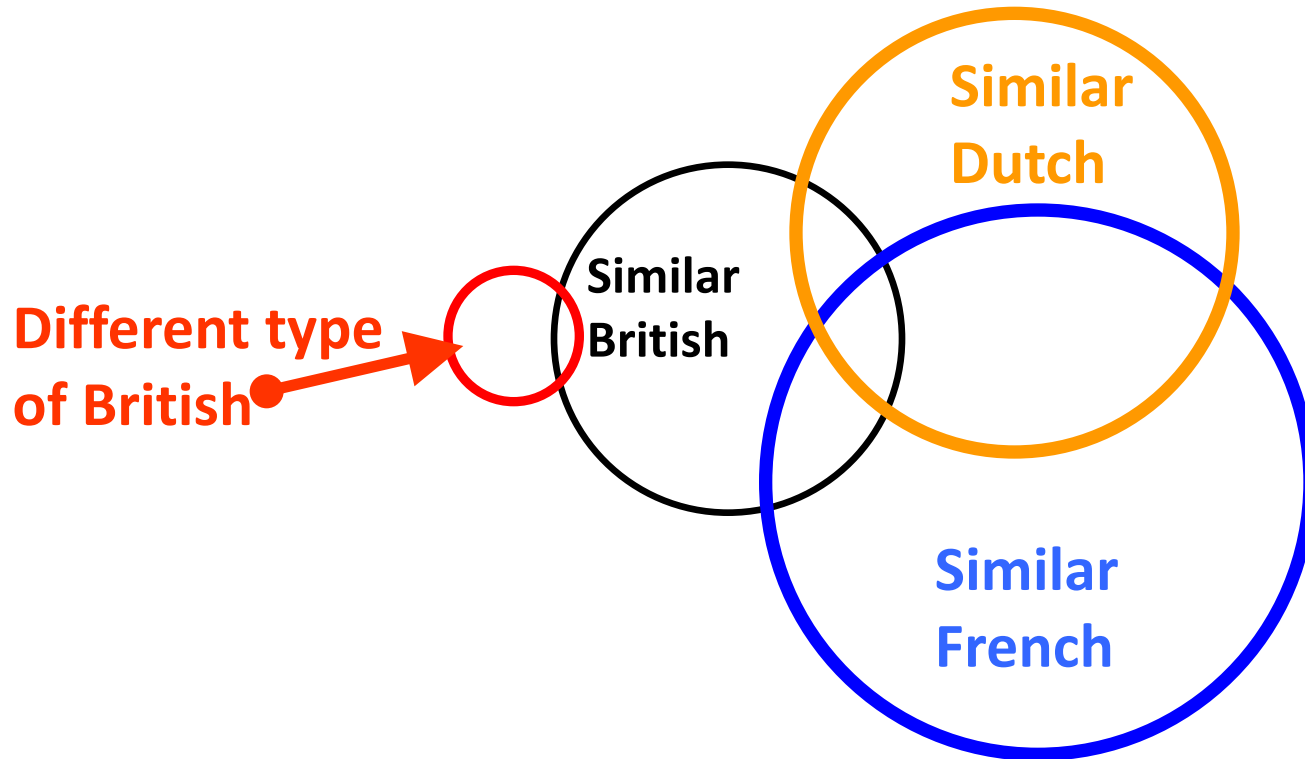 Similar
Dutch
Similar
British
Different type
of British
Similar
French